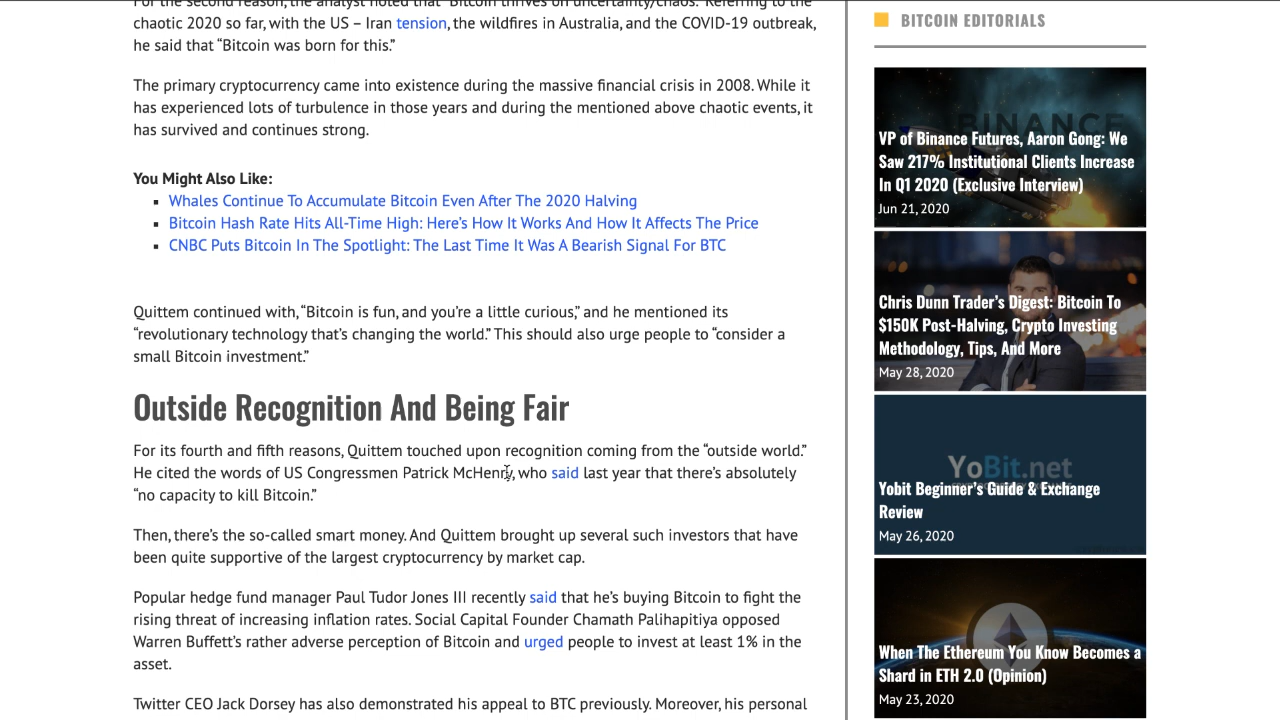 For the second reason, the analyst noted that “Bitcoin thrives on uncertainty/chaos.” Referring to the
chaotic 2020 so far, with the US – Iran tension, the wildfires in Australia, and the COVID-19 outbreak,
he said that “Bitcoin was born for this.”
The primary cryptocurrency came into existence during the massive financial crisis in 2008. While it
has experienced lots of turbulence in those years and during the mentioned above chaotic events, it
has survived and continues strong.
You Might Also Like:
Whales Continue To Accumulate Bitcoin Even After The 2020 Halving
Bitcoin Hash Rate Hits All-Time High: Here’s How It Works And How It Affects The Price
CNBC Puts Bitcoin In The Spotlight: The Last Time It Was A Bearish Signal For BTC
Quittem continued with, “Bitcoin is fun, and you’re a little curious,” and he mentioned its
“revolutionary technology that’s changing the world.” This should also urge people to “consider a
small Bitcoin investment.”
Outside Recognition And Being Fair
For its fourth and fifth reasons, Quittem touched upon recognition coming from the “outside world.”
He cited the words of US Congressmen Patrick McHenry, who said last year that there’s absolutely
“no capacity to kill Bitcoin.”
Then, there’s the so-called smart money. And Quittem brought up several such investors that have
been quite supportive of the largest cryptocurrency by market cap.
Popular hedge fund manager Paul Tudor Jones III recently said that he’s buying Bitcoin to fight the
rising threat of increasing inflation rates. Social Capital Founder Chamath Palihapitiya opposed
Warren Buffett’s rather adverse perception of Bitcoin and urged people to invest at least 1% in the
asset.
Twitter CEO Jack Dorsey has also demonstrated his appeal to BTC previously. Moreover, his personal
BITCOIN EDITORIALS
BINANCE
VP of Binance Futures, Aaron Gong: We
Saw 217% Institutional Clients Increase
In Q1 2020 (Exclusive Interview)
Jun 21, 2020
Chris Dunn Trader’s Digest: Bitcoin To
$150K Post-Halving, Crypto Investing
Methodology, Tips, And More
May 28, 2020
YoBit.net
Yobit Beginner’s Guide & Exchange
Review
May 26, 2020
When The Ethereum You Know Becomes a
Shard in ETH 2.0 (Opinion)
May 23, 2020